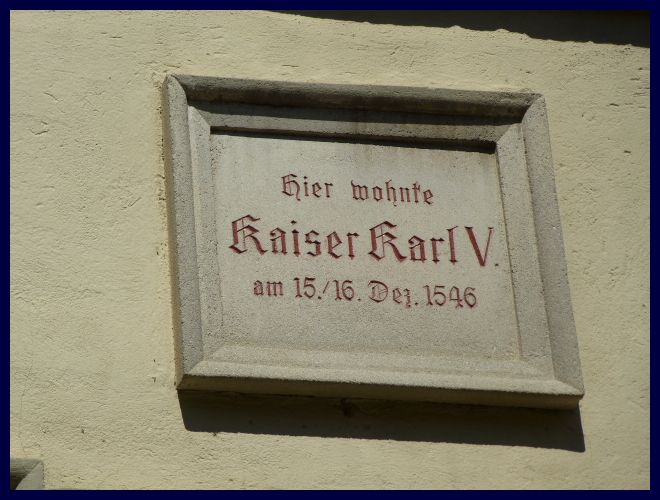 Hier wohnte
Kaiser Karl V.
am 15./16. Dez. 1546